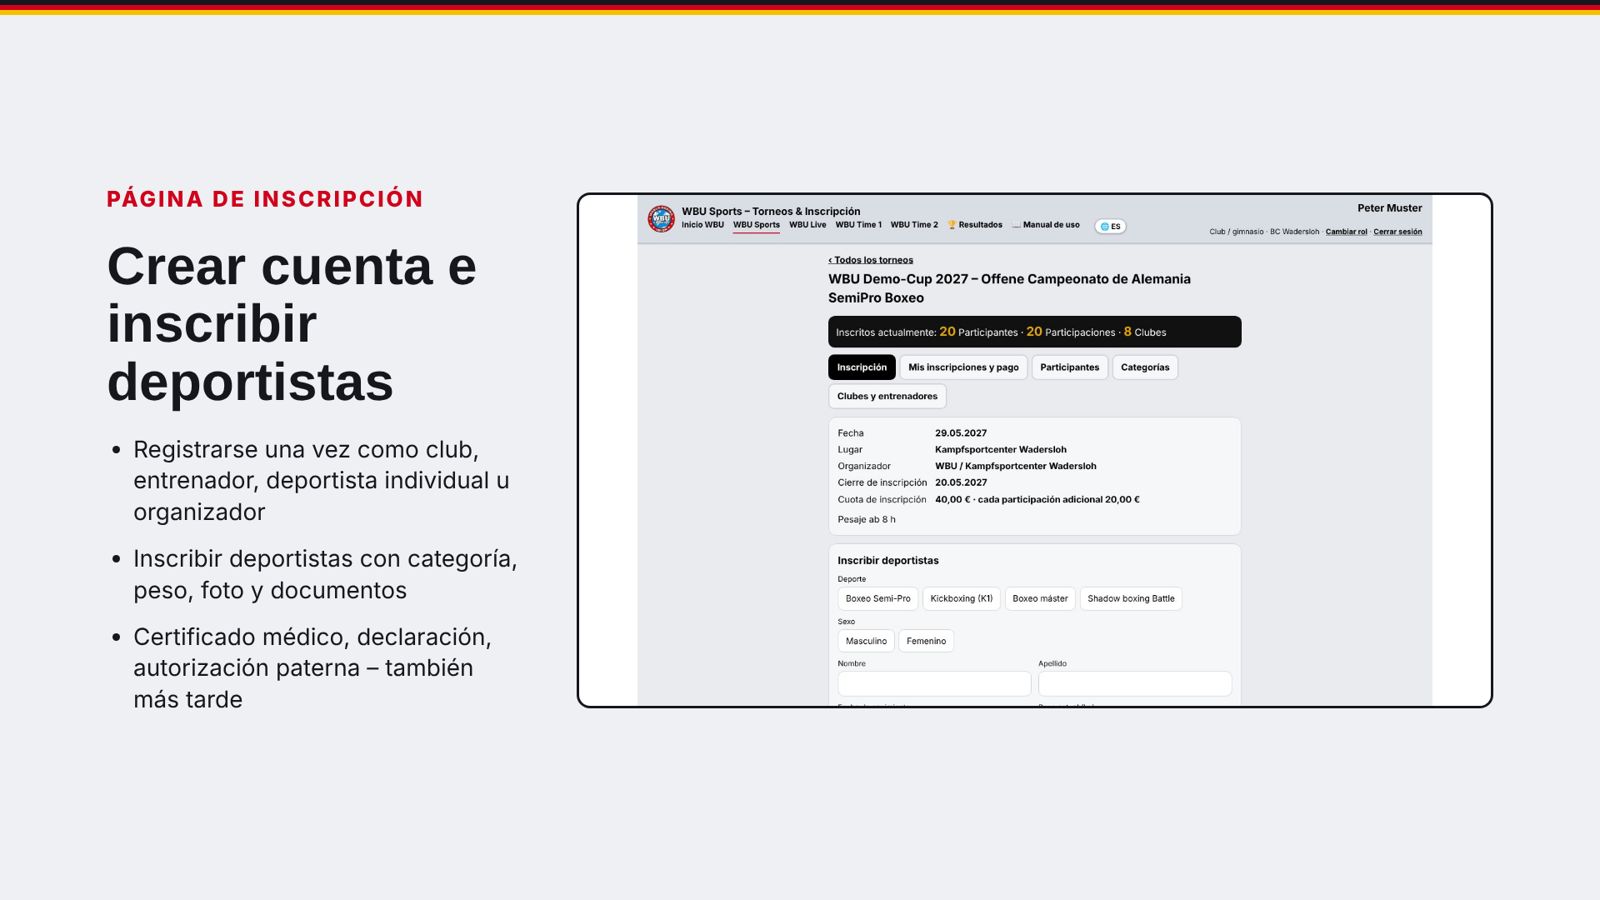 PÁGINA DE INSCRIPCIÓN
Crear cuenta e
inscribir
deportistas
• Registrarse una vez como club,
entrenador, deportista individual u
organizador
• Inscribir deportistas con categoría,
peso, foto y documentos
• Certificado médico, declaración,
autorización paterna – también
más tarde
WBU
WBU Sports – Torneos & Inscripción
Inicio WBU WBU Sports WBU Live WBU Time 1 WBU Time 2 🏆 Resultados 📖 Manual de uso 🌐 ES
Peter Muster
Club / gimnasio · BC Wadersloh · Cambiar rol · Cerrar sesión
‹ Todos los torneos
WBU Demo-Cup 2027 – Offene Campeonato de Alemania
SemiPro Boxeo
Inscritos actualmente: 20 Participantes · 20 Participaciones · 8 Clubes
Inscripción Mis inscripciones y pago Participantes Categorías
Clubes y entrenadores
Fecha 29.05.2027
Lugar Kampfsportcenter Wadersloh
Organizador WBU / Kampfsportcenter Wadersloh
Cierre de inscripción 20.05.2027
Cuota de inscripción 40,00 € · cada participación adicional 20,00 €
Pesaje ab 8 h
Inscribir deportistas
Deporte
Boxeo Semi-Pro Kickboxing (K1) Boxeo máster Shadow boxing Battle
Sexo
Masculino Femenino
Nombre Apellido